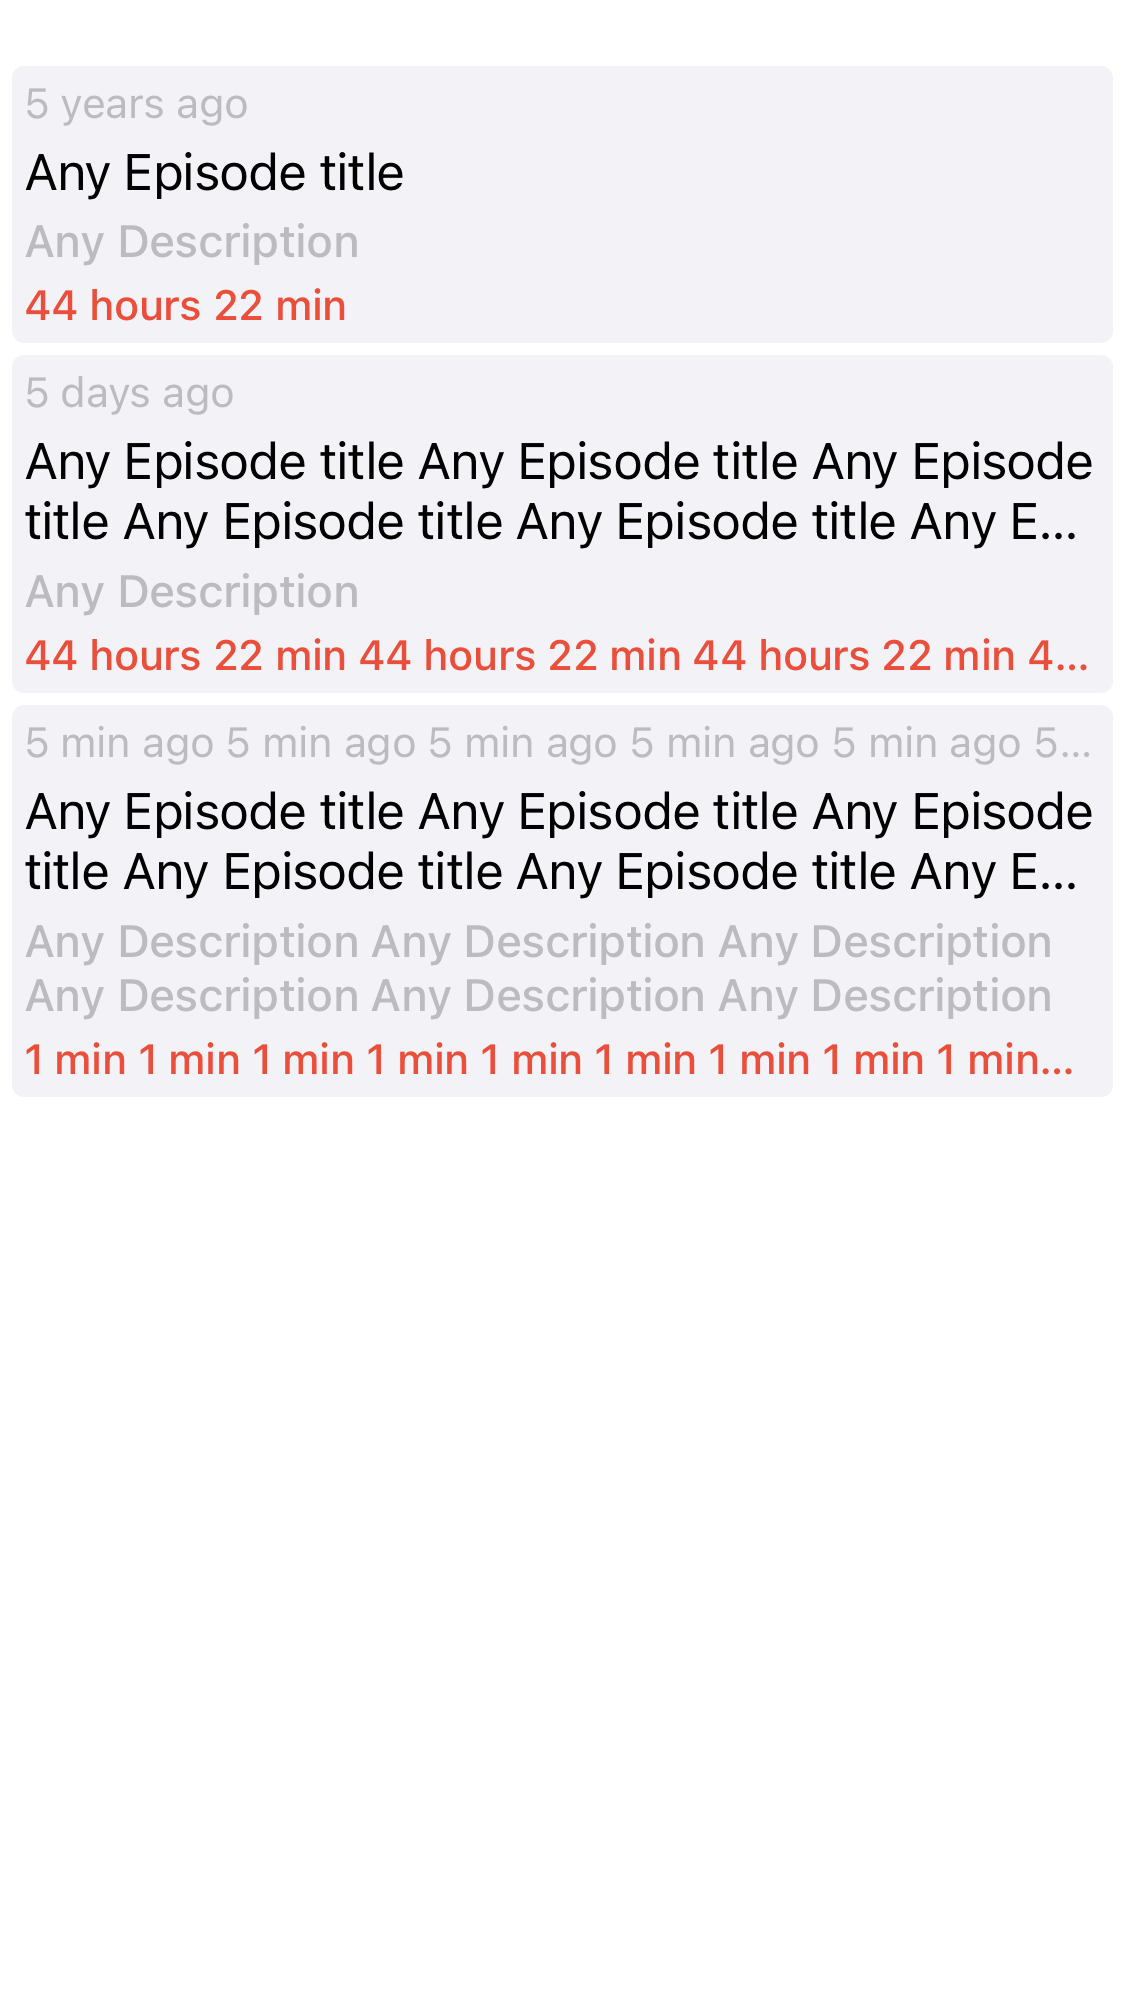 5 years ago
Any Episode title
Any Description
44 hours 22 min
5 days ago
Any Episode title Any Episode title Any Episode
title Any Episode title Any Episode title Any E...
Any Description
44 hours 22 min 44 hours 22 min 44 hours 22 min 4...
5 min ago 5 min ago 5 min ago 5 min ago 5 min ago 5...
Any Episode title Any Episode title Any Episode
title Any Episode title Any Episode title Any E...
Any Description Any Description Any Description
Any Description Any Description Any Description
1 min 1 min 1 min 1 min 1 min 1 min 1 min 1 min 1 min...